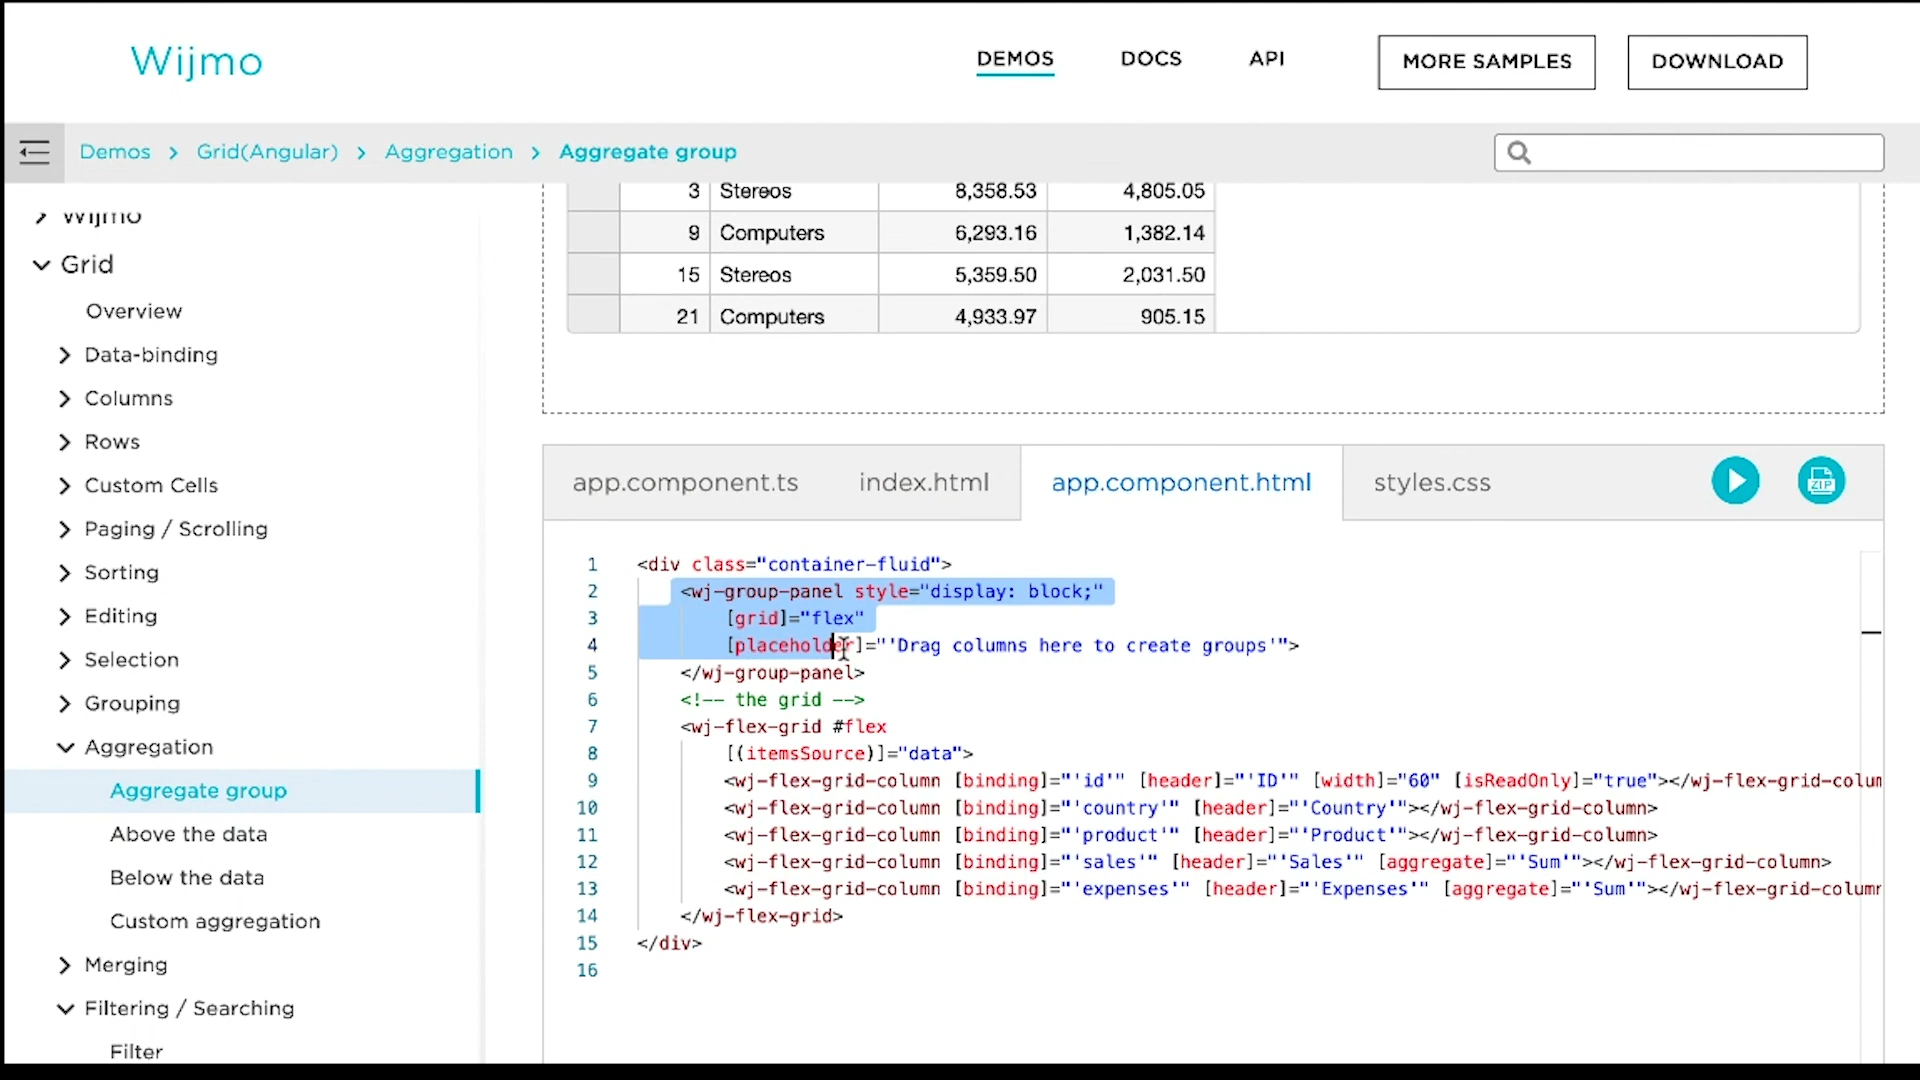 Wijmo
DEMOS DOCS API MORE SAMPLES DOWNLOAD
Demos > Grid(Angular) > Aggregation > Aggregate group
Wijmo
Grid
Overview
Data-binding
Columns
Rows
Custom Cells
Paging / Scrolling
Sorting
Editing
Selection
Grouping
Aggregation
Aggregate group
Above the data
Below the data
Custom aggregation
Merging
Filtering / Searching
Filter
3 Stereos 8,358.53 4,805.05
9 Computers 6,293.16 1,382.14
15 Stereos 5,359.50 2,031.50
21 Computers 4,933.97 905.15
app.component.ts index.html app.component.html styles.css ZIP
1 <div class="container-fluid">
2 <wj-group-panel style="display: block;"
3 [grid]="flex"
4 [placeholder]="'Drag columns here to create groups'">
5 </wj-group-panel>
6 <!-- the grid -->
7 <wj-flex-grid #flex
8 [(itemsSource)]="data">
9 <wj-flex-grid-column [binding]="'id'" [header]="'ID'" [width]="60" [isReadOnly]="true"></wj-flex-grid-colum
10 <wj-flex-grid-column [binding]="'country'" [header]="'Country'"></wj-flex-grid-column>
11 <wj-flex-grid-column [binding]="'product'" [header]="'Product'"></wj-flex-grid-column>
12 <wj-flex-grid-column [binding]="'sales'" [header]="'Sales'" [aggregate]="'Sum'"></wj-flex-grid-column>
13 <wj-flex-grid-column [binding]="'expenses'" [header]="'Expenses'" [aggregate]="'Sum'"></wj-flex-grid-column
14 </wj-flex-grid>
15 </div>
16